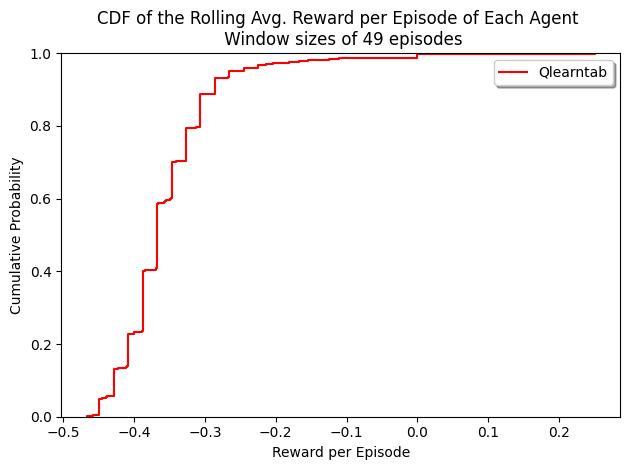 CDF of the Rolling Avg. Reward per Episode of Each Agent
Window sizes of 49 episodes
Qlearntab
Cumulative Probability
1.0
0.8
0.6
0.4
0.2
0.0
−0.5 −0.4 −0.3 −0.2 −0.1 0.0 0.1 0.2
Reward per Episode